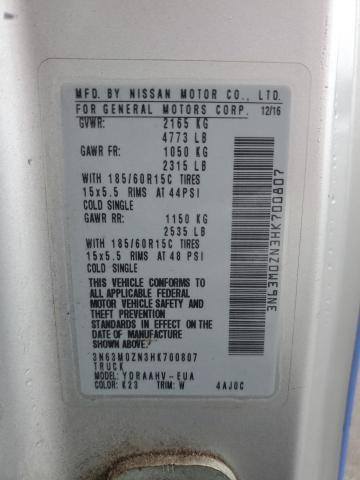 MFD. BY NISSAN MOTOR CO., LTD.
FOR GENERAL MOTORS CORP. 12/16
GVWR: 2165 KG
4773 LB
GAWR FR: 1050 KG
2315 LB
WITH 185/60R15C TIRES
15x5.5 RIMS AT 44PSI
COLD SINGLE
GAWR RR: 1150 KG
2535 LB
WITH 185/60R15C TIRES
15x5.5 RIMS AT 48 PSI
COLD SINGLE
THIS VEHICLE CONFORMS TO
ALL APPLICABLE FEDERAL
MOTOR VEHICLE SAFETY AND
THEFT PREVENTION
STANDARDS IN EFFECT ON THE
DATE OF MANUFACTURE
SHOWN ABOVE.
3N63M0ZN3HK700807
TRUCK
MODEL: YDRAAHV-EUA
COLOR: K23 TRIM: W 4AJ0C
3N63M0ZN3HK700807